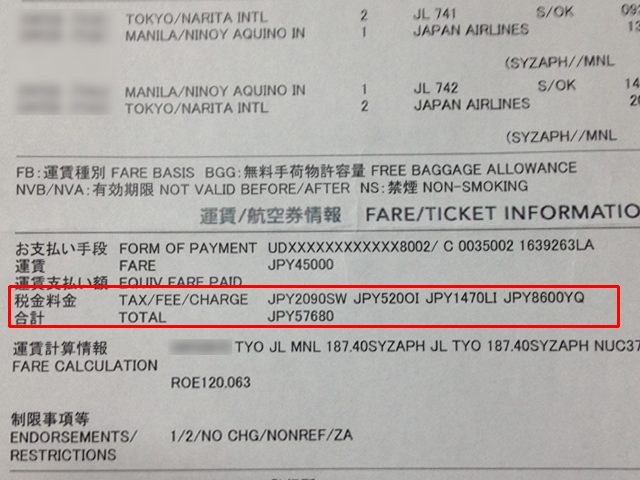 TOKYO/NARITA INTL 2 JL 741 S/OK 093
MANILA/NINOY AQUINO IN 1 JAPAN AIRLINES 13
(SYZAPH//MNL
MANILA/NINOY AQUINO IN 1 JL 742 S/OK 14
TOKYO/NARITA INTL 2 JAPAN AIRLINES 20
(SYZAPH//MNL
FB:運賃種別 FARE BASIS BGG:無料手荷物許容量 FREE BAGGAGE ALLOWANCE
NVB/NVA:有効期限 NOT VALID BEFORE/AFTER NS:禁煙 NON-SMOKING
運賃/航空券情報 FARE/TICKET INFORMATIO
お支払い手段 FORM OF PAYMENT UDXXXXXXXXXXXX8002/ C 0035002 1639263LA
運賃 FARE JPY45000
運賃支払い額 EQUIV FARE PAID
税金料金 TAX/FEE/CHARGE JPY2090SW JPY520OI JPY1470LI JPY8600YQ
合計 TOTAL JPY57680
運賃計算情報 TYO JL MNL 187.40SYZAPH JL TYO 187.40SYZAPH NUC37
FARE CALCULATION
ROE120.063
制限事項等
ENDORSEMENTS/ 1/2/NO CHG/NONREF/ZA
RESTRICTIONS